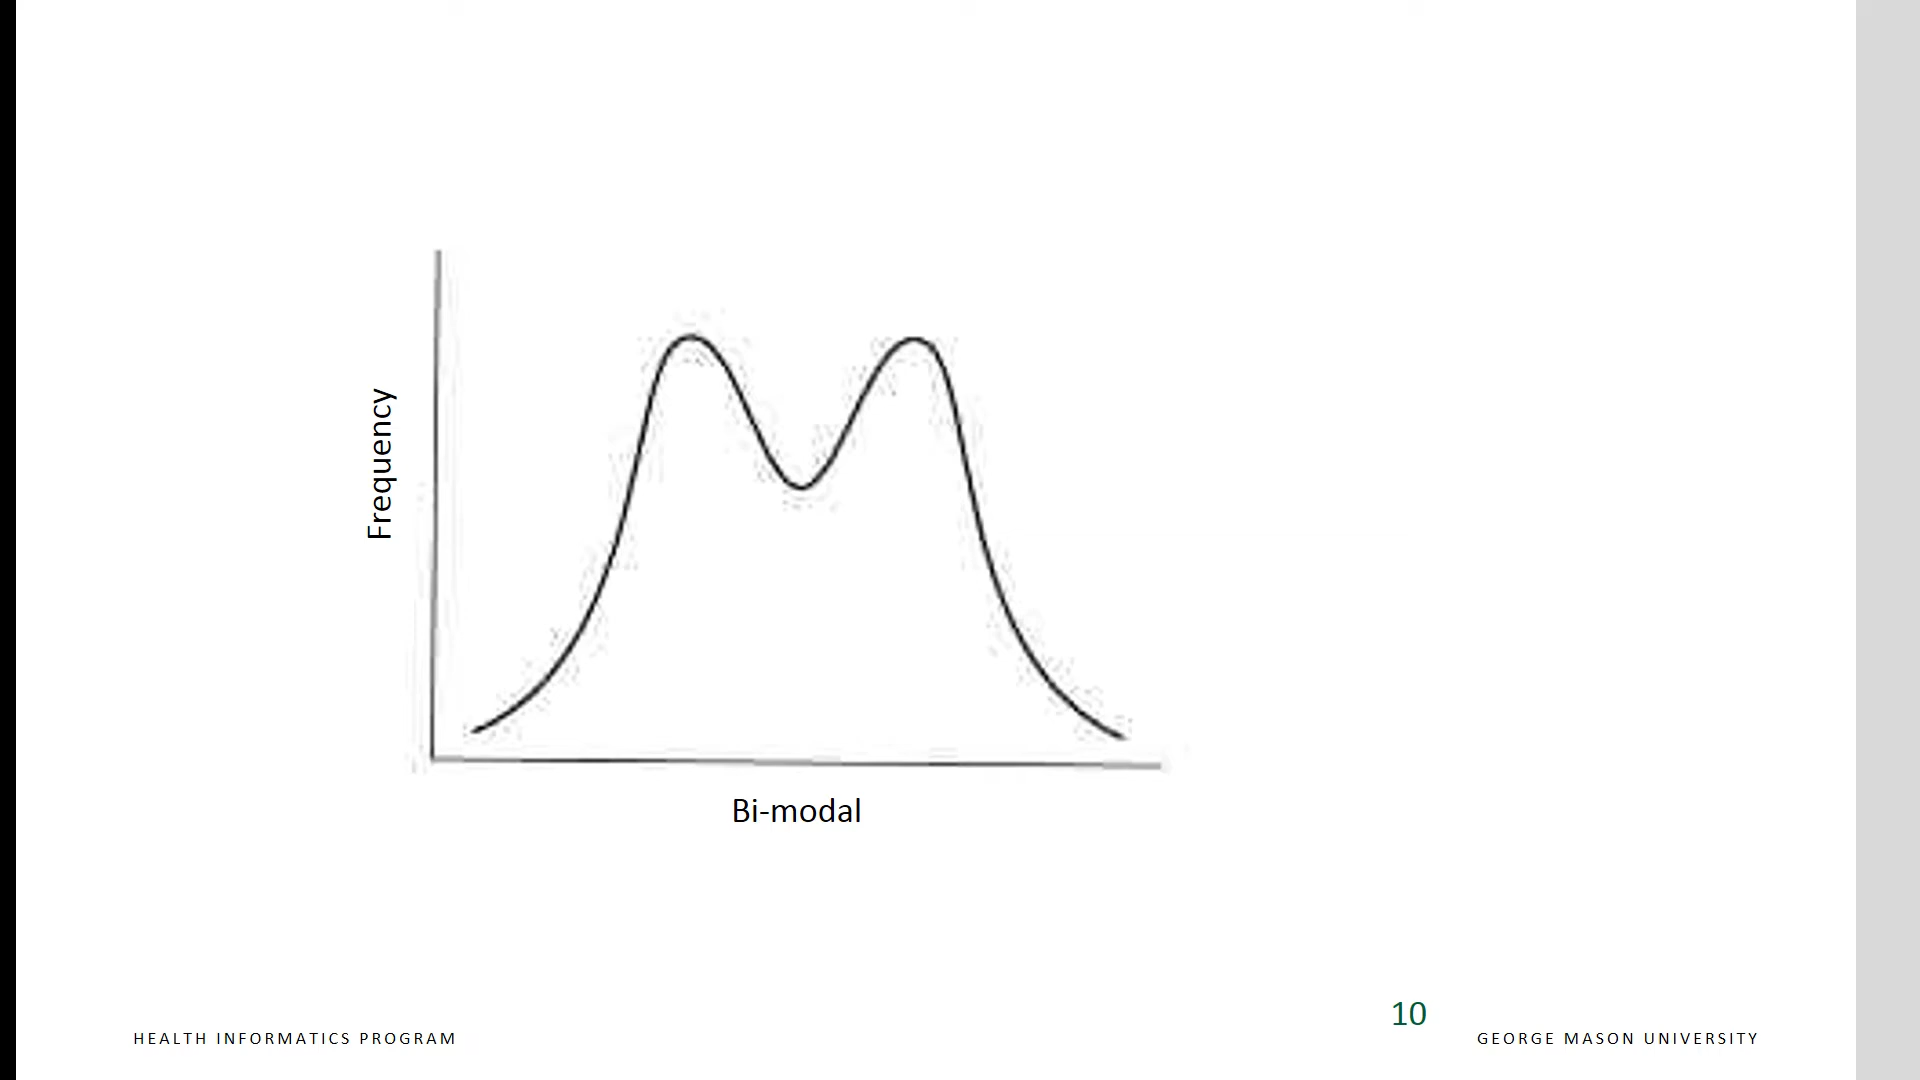 Frequency
Bi-modal
10
HEALTH INFORMATICS PROGRAM
GEORGE MASON UNIVERSITY